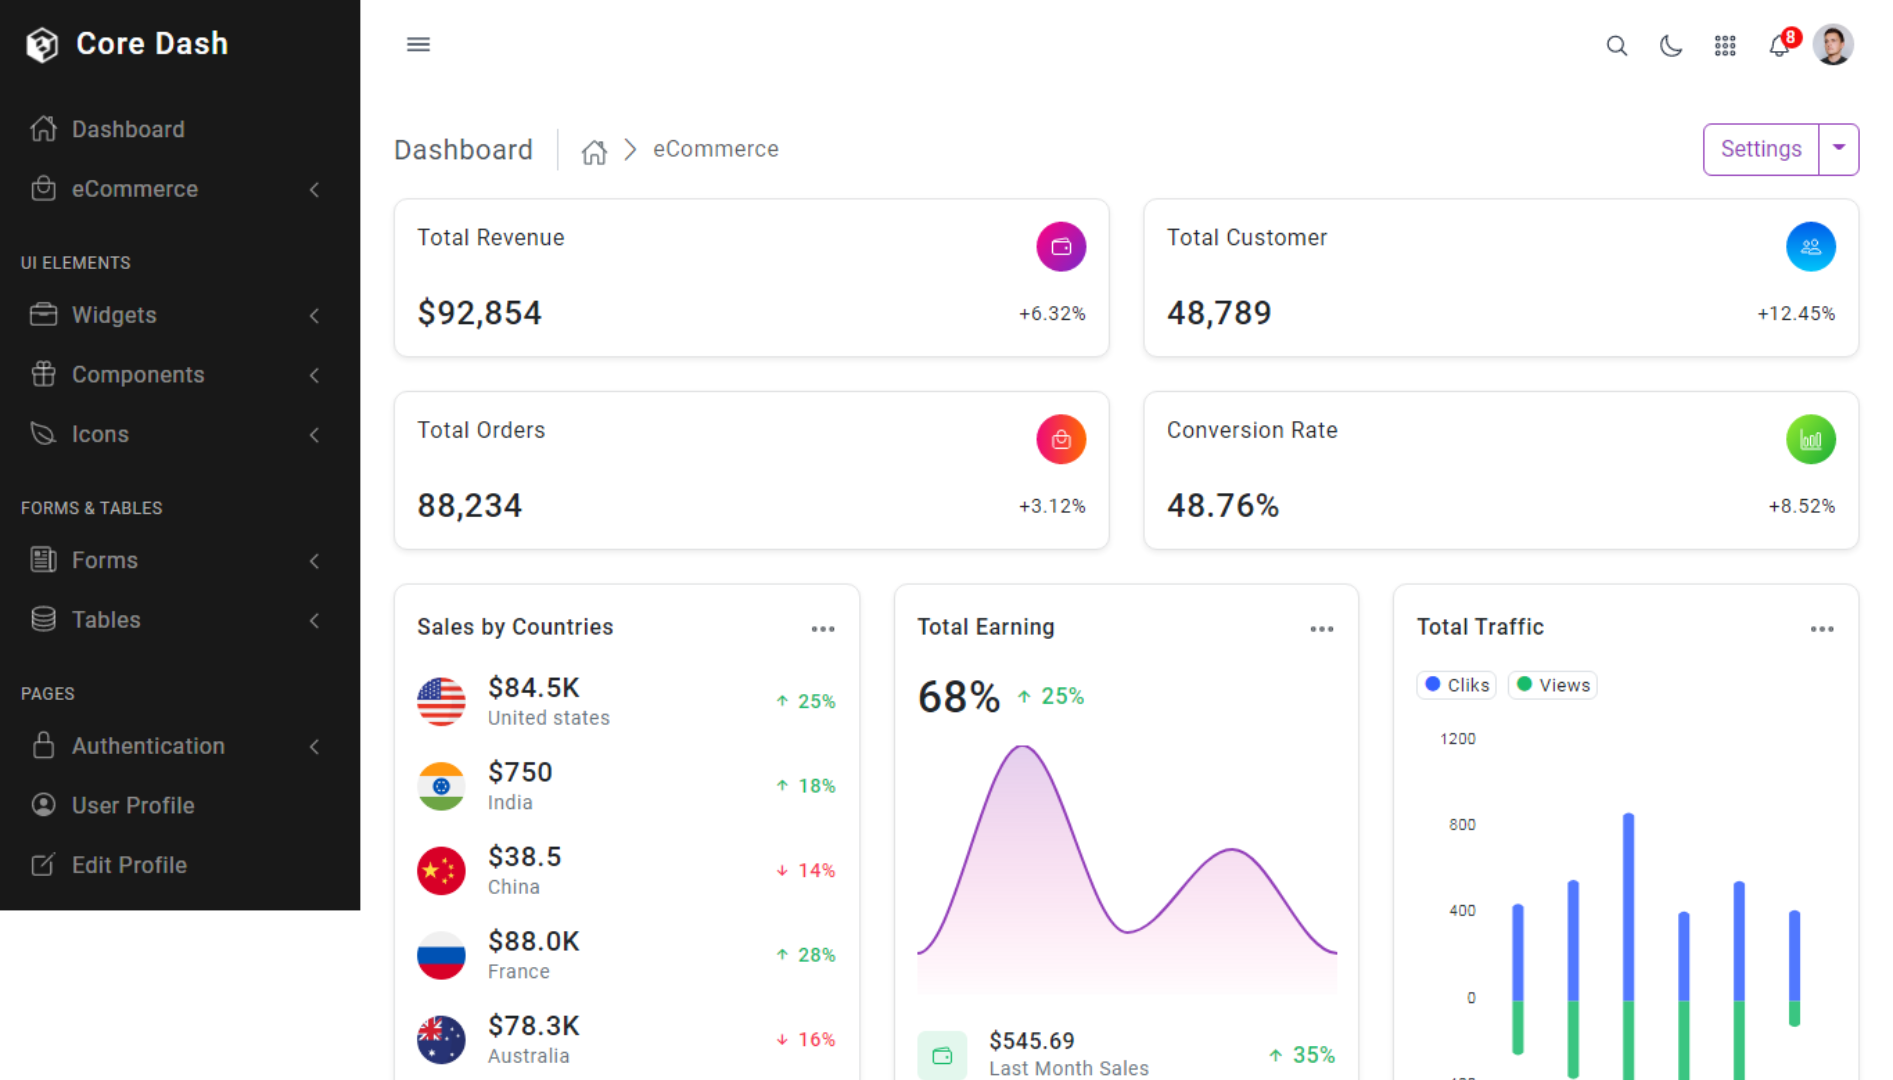 Core Dash
8
Dashboard
eCommerce
UI ELEMENTS
Widgets
Components
Icons
FORMS & TABLES
Forms
Tables
PAGES
Authentication
User Profile
Edit Profile
Dashboard
eCommerce
Settings
Total Revenue
$92,854
+6.32%
Total Customer
48,789
+12.45%
Total Orders
88,234
+3.12%
Conversion Rate
48.76%
+8.52%
Sales by Countries
$84.5K
United states
25%
$750
India
18%
$38.5
China
14%
$88.0K
France
28%
$78.3K
Australia
16%
Total Earning
68%
25%
$545.69
Last Month Sales
35%
Total Traffic
Cliks
Views
1200
800
400
0